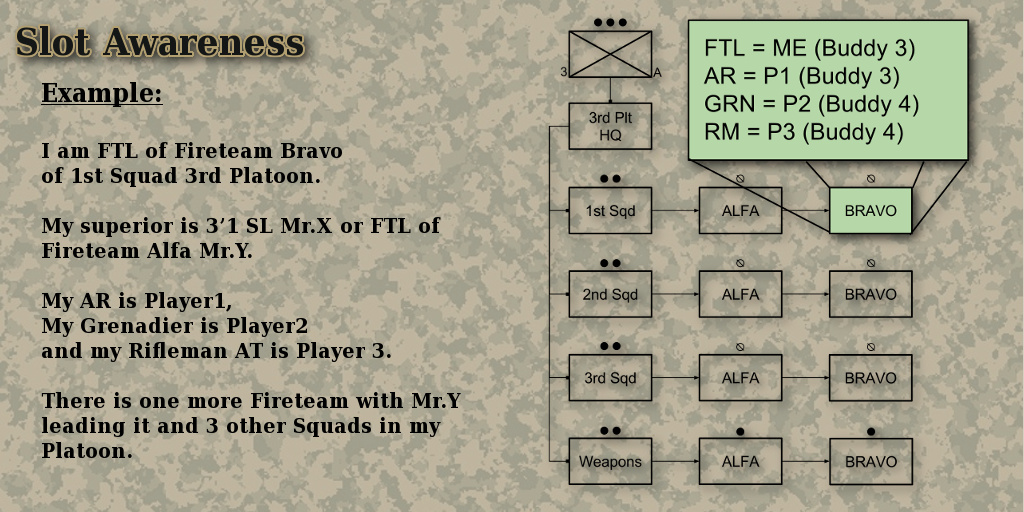 Slot Awareness
Example:
I am FTL of Fireteam Bravo
of 1st Squad 3rd Platoon.
My superior is 3’1 SL Mr.X or FTL of
Fireteam Alfa Mr.Y.
My AR is Player1,
My Grenadier is Player2
and my Rifleman AT is Player 3.
There is one more Fireteam with Mr.Y
leading it and 3 other Squads in my
Platoon.
3 A
3rd Plt
HQ
FTL = ME (Buddy 3)
AR = P1 (Buddy 3)
GRN = P2 (Buddy 4)
RM = P3 (Buddy 4)
1st Sqd ALFA BRAVO
2nd Sqd ALFA BRAVO
3rd Sqd ALFA BRAVO
Weapons ALFA BRAVO